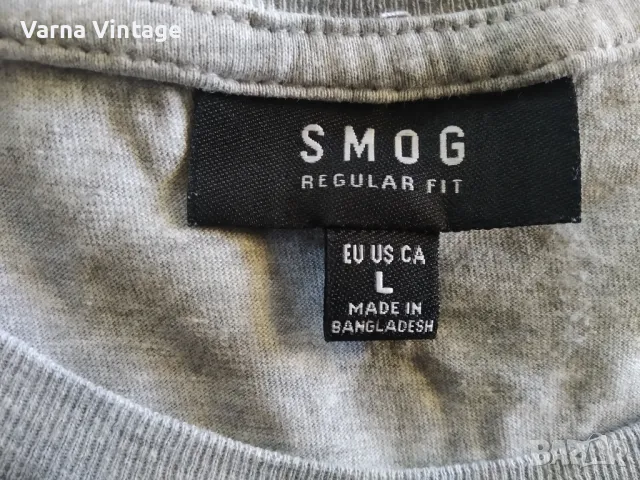 Varna Vintage
SMOG
REGULAR FIT
EU US CA
L
MADE IN
BANGLADESH